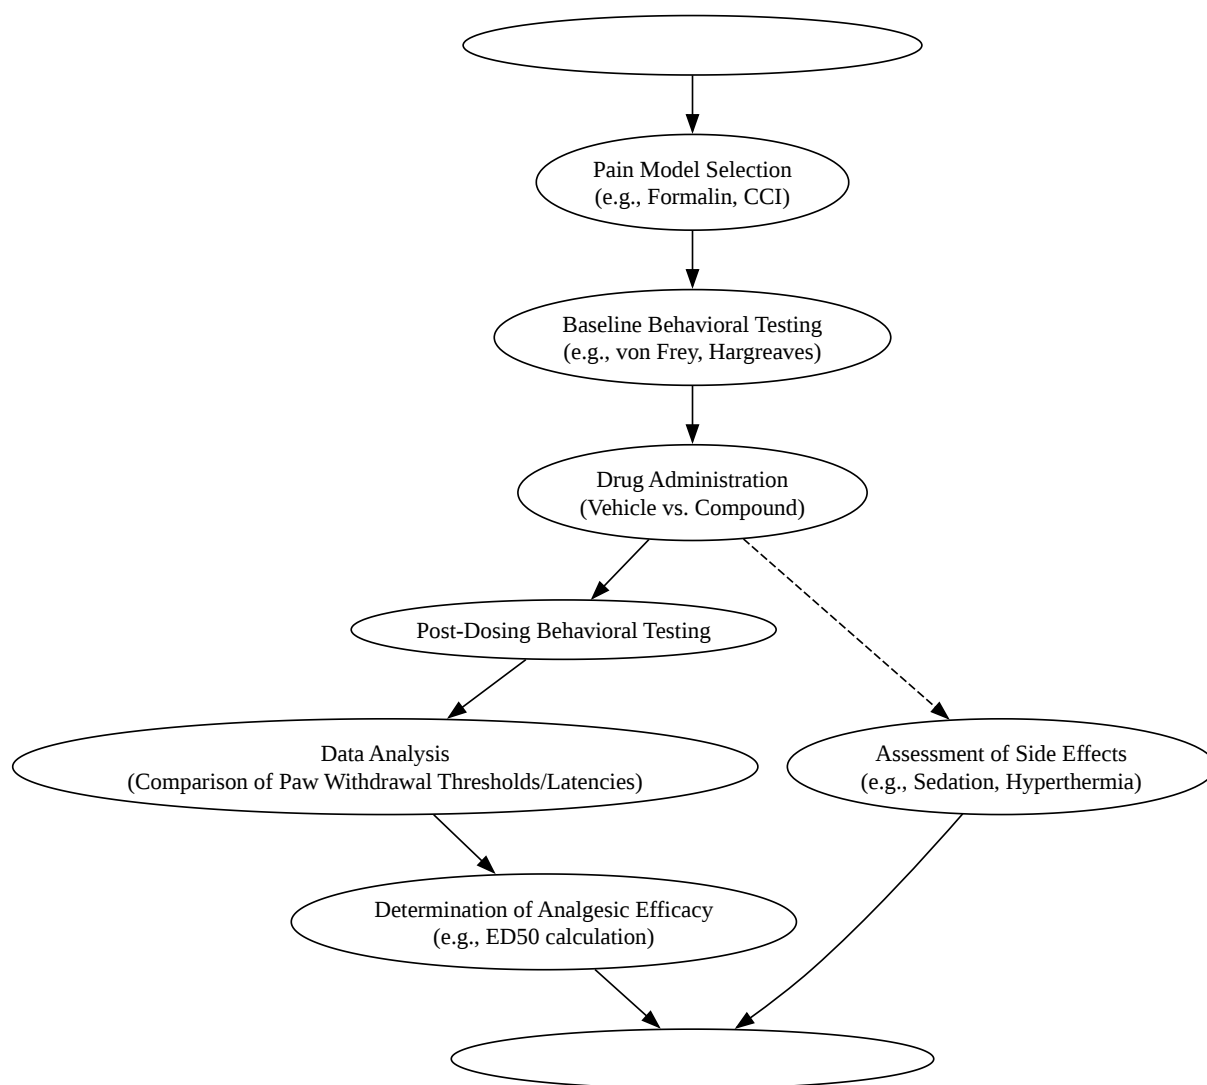 Pain Model Selection
(e.g., Formalin, CCI)
Baseline Behavioral Testing
(e.g., von Frey, Hargreaves)
Drug Administration
(Vehicle vs. Compound)
Post-Dosing Behavioral Testing
Data Analysis
(Comparison of Paw Withdrawal Thresholds/Latencies)
Assessment of Side Effects
(e.g., Sedation, Hyperthermia)
Determination of Analgesic Efficacy
(e.g., ED50 calculation)